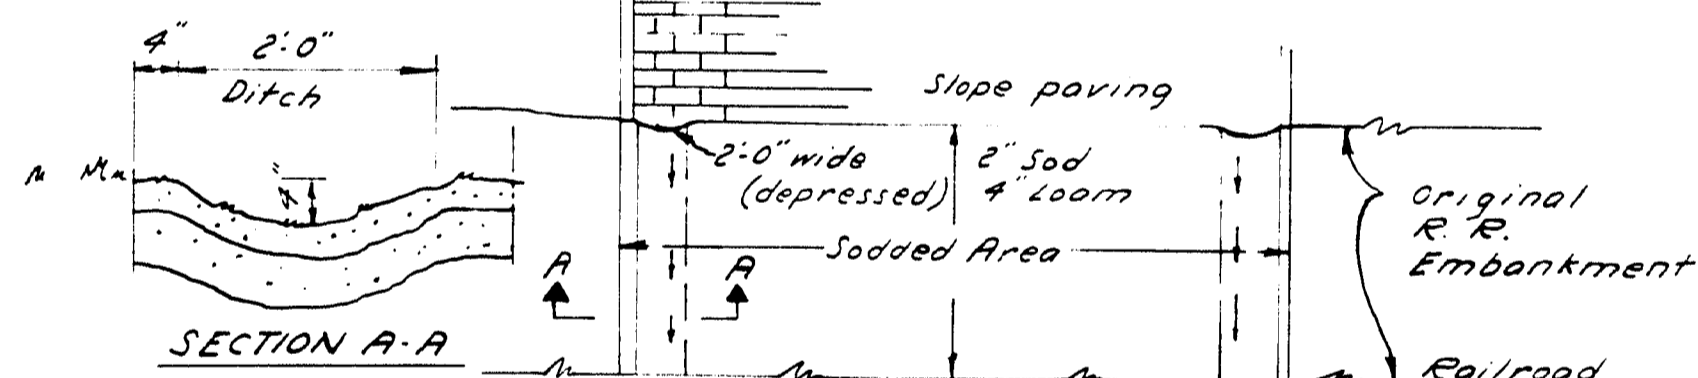 4" 2'-0"
Ditch
4"
SECTION A-A
Slope paving
2'-0" wide
(depressed)
2" Sod
4" Loam
Sodded Area
A A
Original
R. R.
Embankment
Railroad